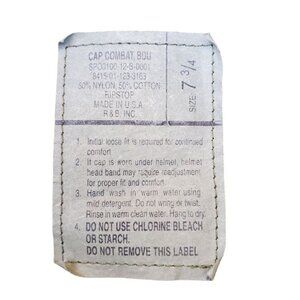 CAP COMBAT, BDU
SPO3100-12-B-0001
8415-01-123-3163
50% NYLON, 50% COTTON
RIPSTOP
MADE IN U.S.A
R & B, INC.
SIZE: 7 3/4
1. Initial loose fit is required for continued
comfort.
2. If cap is worn under helmet, helmet
head band may require readjustment
for proper fit and comfort.
3. Hand wash in warm water using
mild detergent. Do not wring or twist.
Rinse in warm clean water. Hang to dry.
4. DO NOT USE CHLORINE BLEACH
OR STARCH.
DO NOT REMOVE THIS LABEL